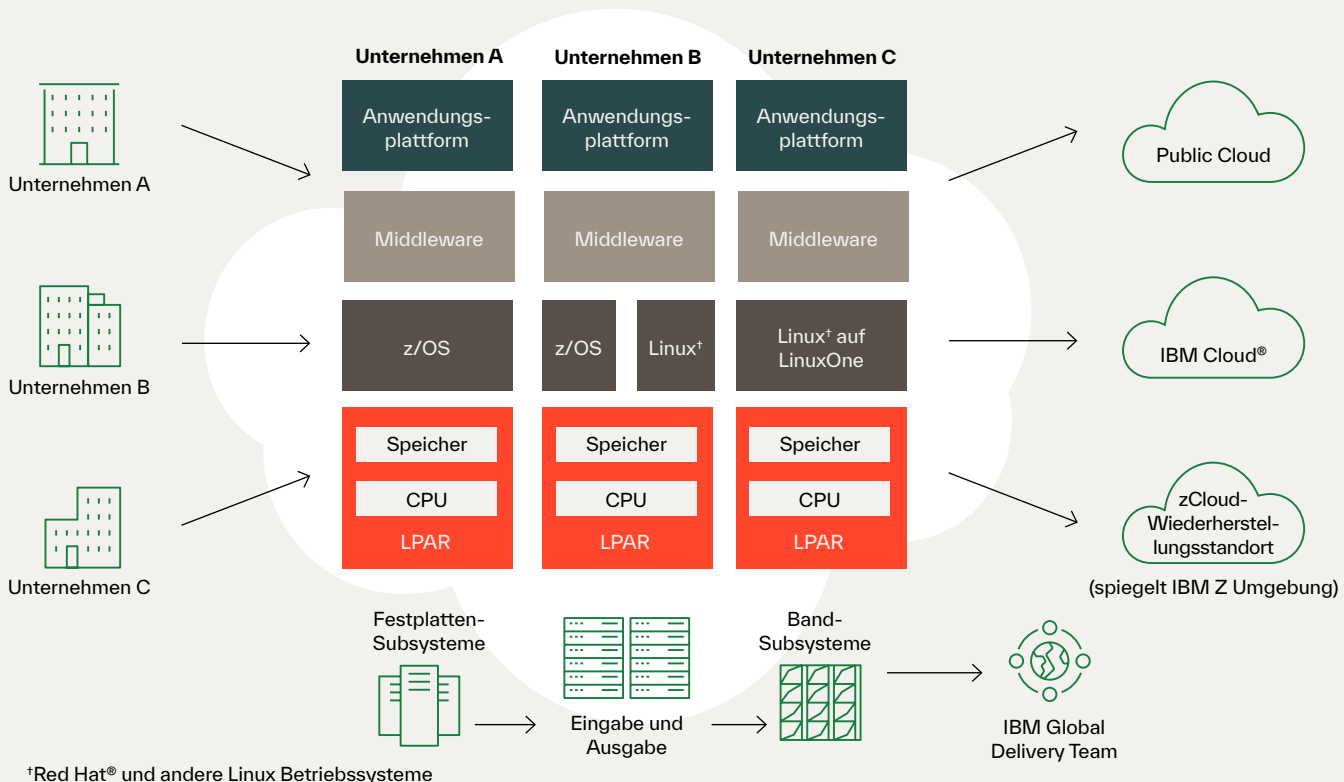 Unternehmen A
Unternehmen B
Unternehmen C
Unternehmen A
Anwendungs-
plattform
Middleware
z/OS
Speicher
CPU
LPAR
Unternehmen B
Anwendungs-
plattform
Middleware
z/OS
Linux†
Speicher
CPU
LPAR
Unternehmen C
Anwendungs-
plattform
Middleware
Linux† auf
LinuxOne
Speicher
CPU
LPAR
Public Cloud
IBM Cloud®
zCloud-
Wiederherstel-
lungsstandort
(spiegelt IBM Z Umgebung)
Festplatten-
Subsysteme
Eingabe und
Ausgabe
Band-
Subsysteme
IBM Global
Delivery Team
†Red Hat® und andere Linux Betriebssysteme